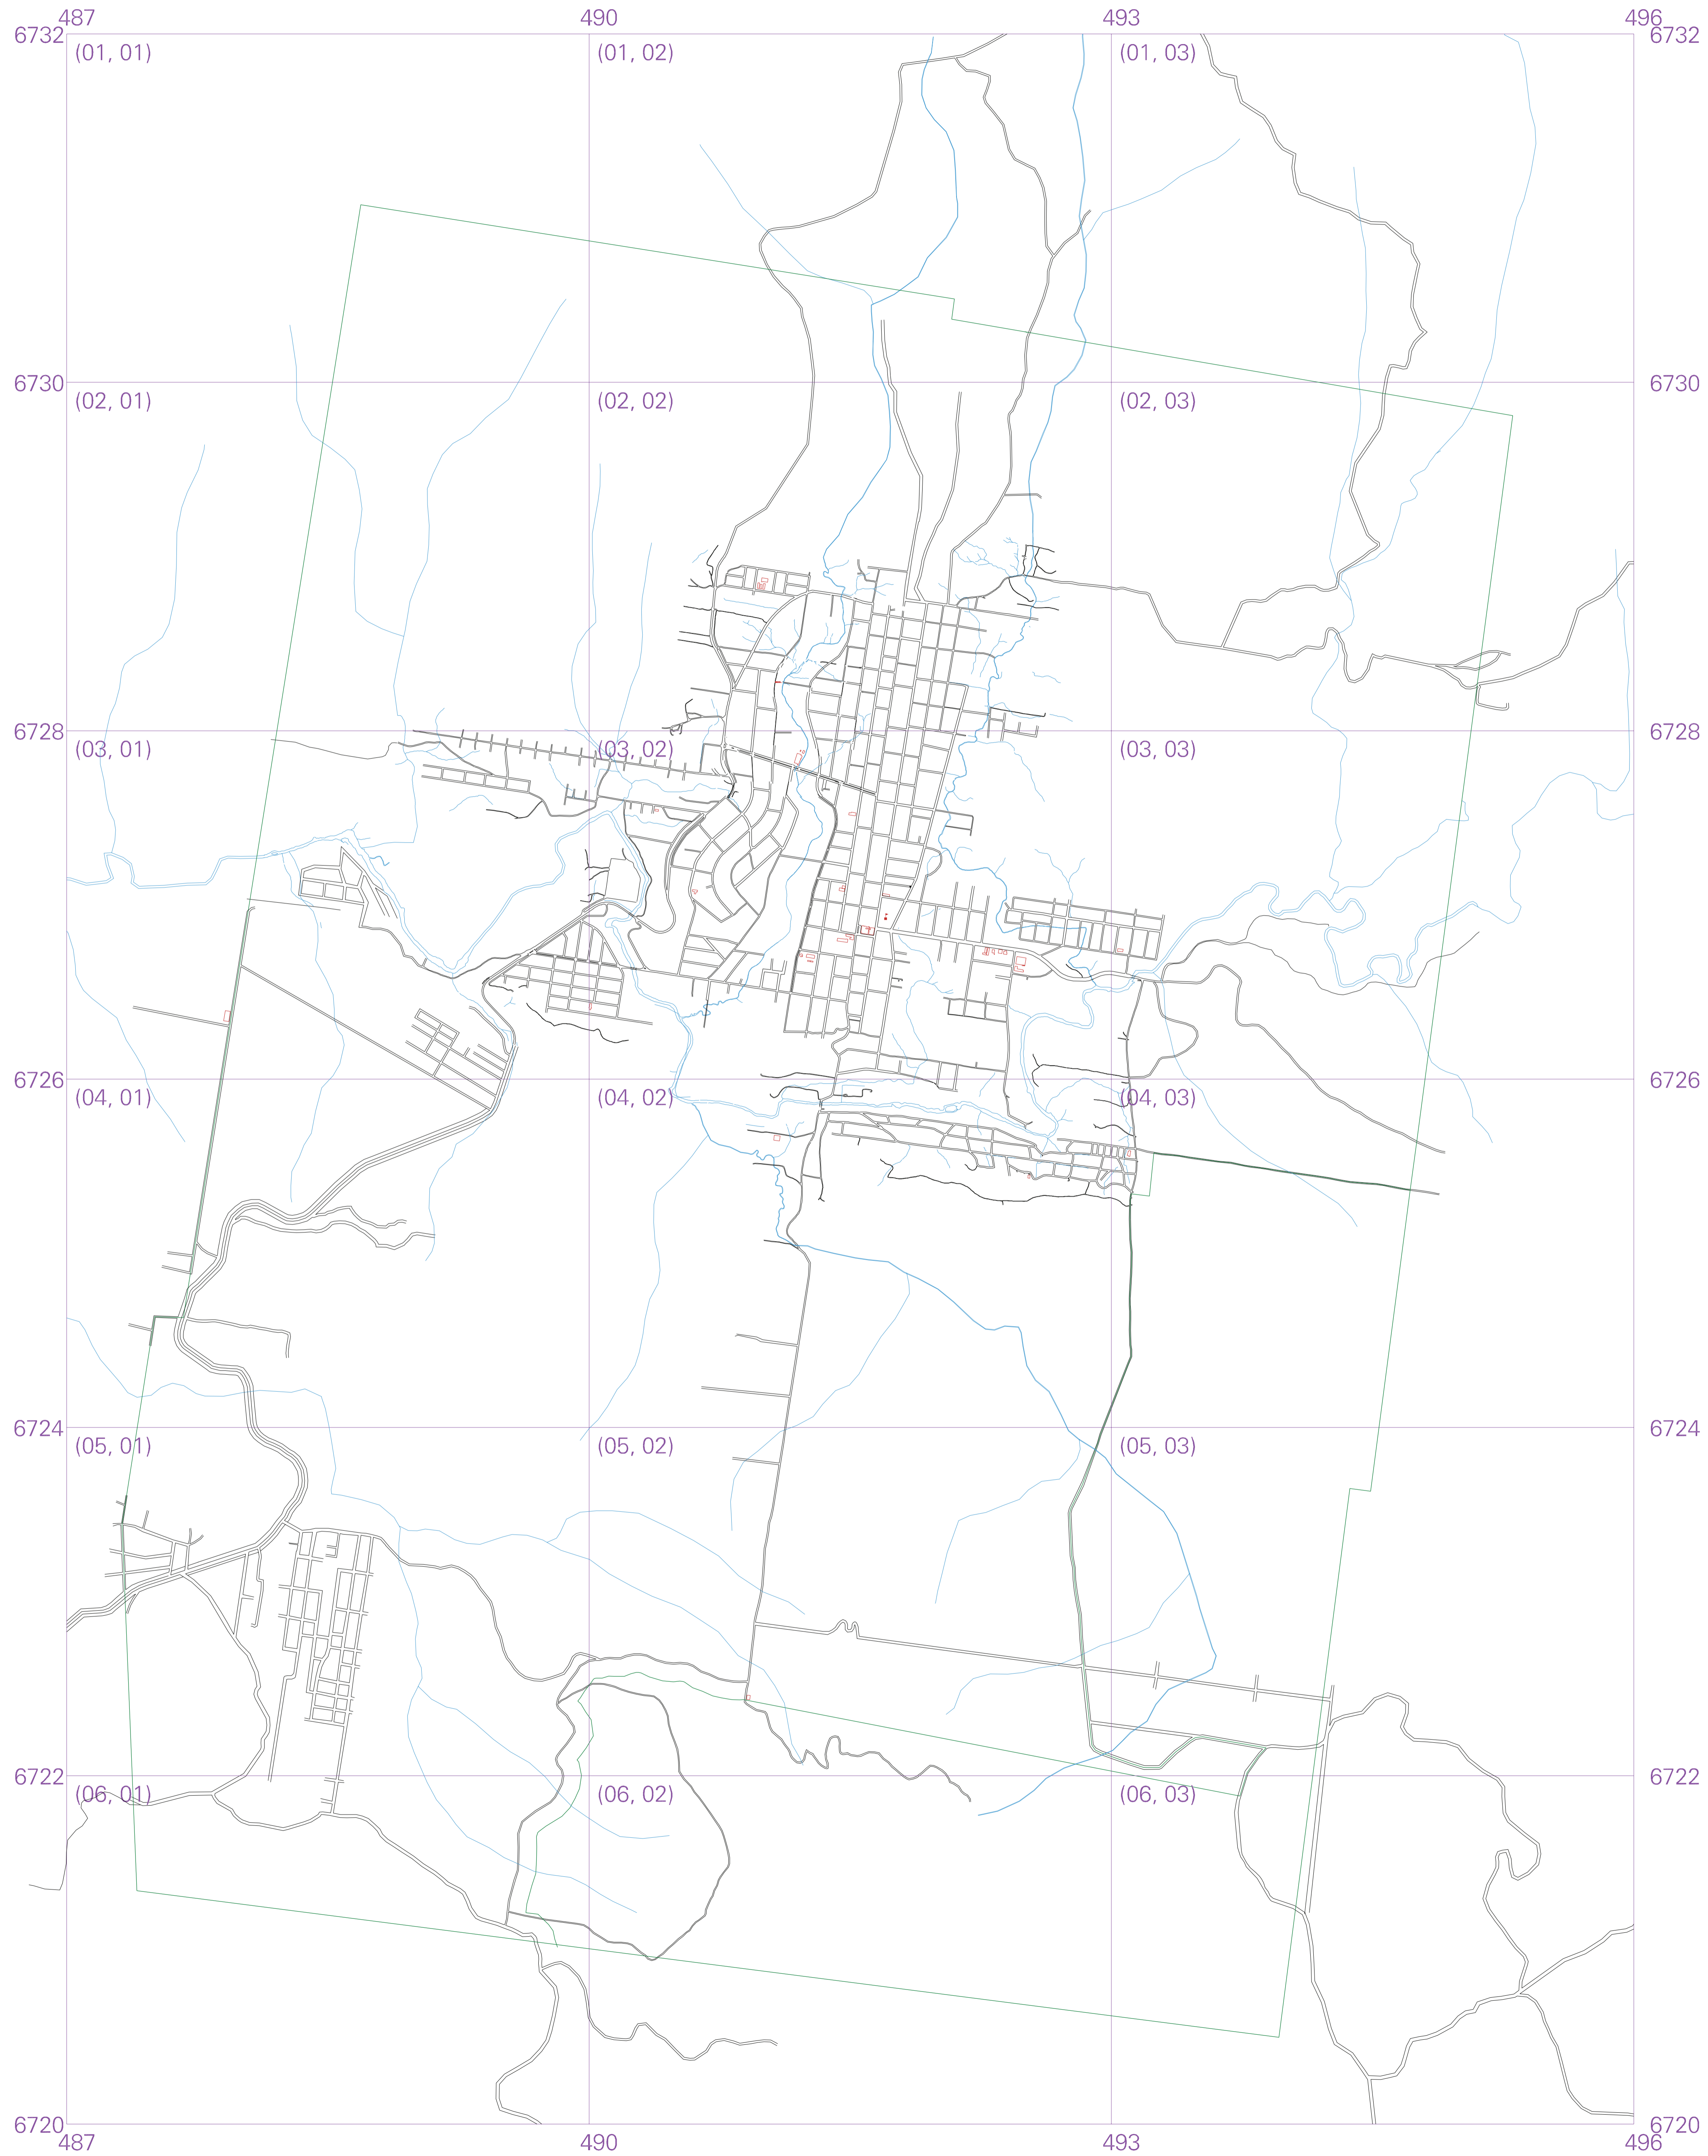 487 490 493 496
6732 6732
(01, 01) (01, 02) (01, 03)
6730 6730
(02, 01) (02, 02) (02, 03)
6728 6728
(03, 01) (03, 02) (03, 03)
6726 6726
(04, 01) (04, 02) (04, 03)
6724 6724
(05, 01) (05, 02) (05, 03)
6722 6722
(06, 01) (06, 02) (06, 03)
6720 6720
487 490 493 496